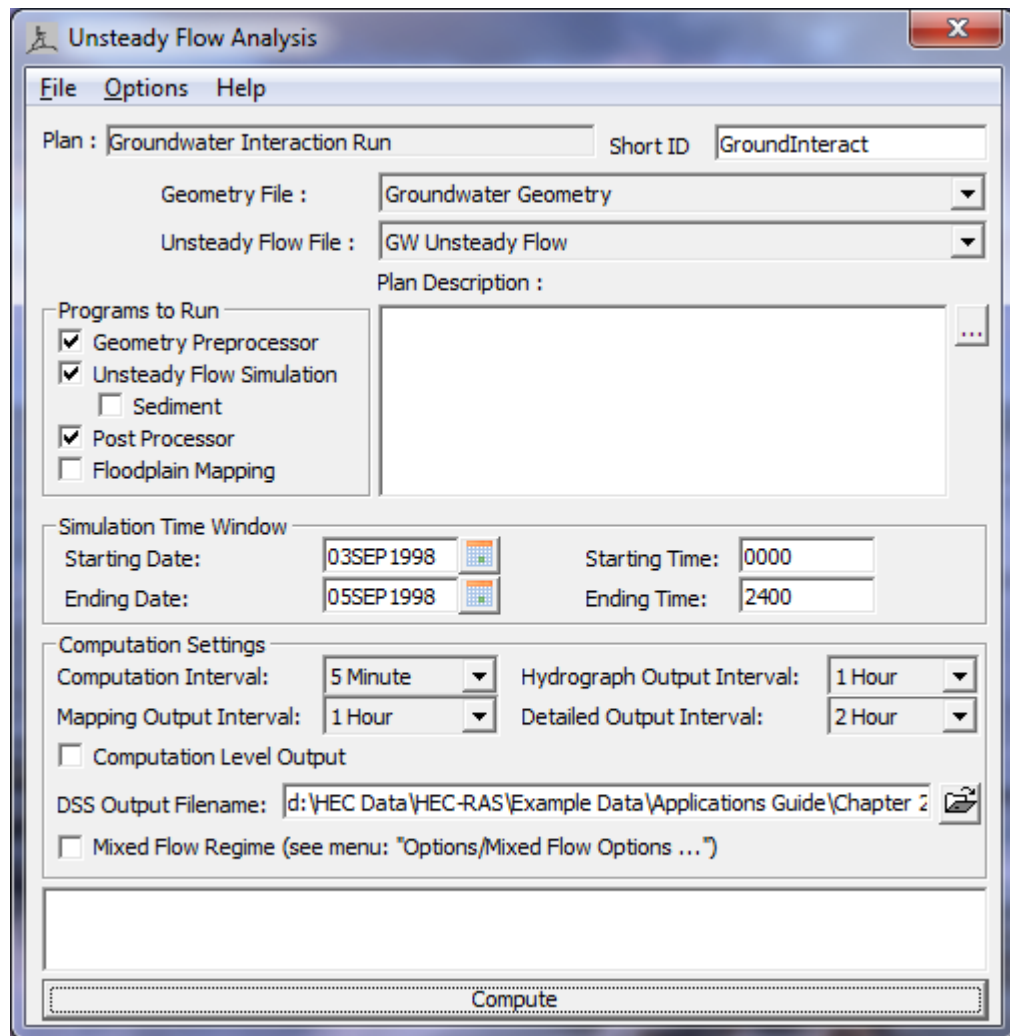 Unsteady Flow Analysis
File Options Help
Plan : Groundwater Interaction Run Short ID GroundInteract
Geometry File : Groundwater Geometry
Unsteady Flow File : GW Unsteady Flow
Plan Description :
Programs to Run
Geometry Preprocessor
Unsteady Flow Simulation
Sediment
Post Processor
Floodplain Mapping
...
Simulation Time Window
Starting Date: 03SEP1998 Starting Time: 0000
Ending Date: 05SEP1998 Ending Time: 2400
Computation Settings
Computation Interval: 5 Minute Hydrograph Output Interval: 1 Hour
Mapping Output Interval: 1 Hour Detailed Output Interval: 2 Hour
Computation Level Output
DSS Output Filename: d:\HEC Data\HEC-RAS\Example Data\Applications Guide\Chapter 2
Mixed Flow Regime (see menu: "Options/Mixed Flow Options ...")
Compute